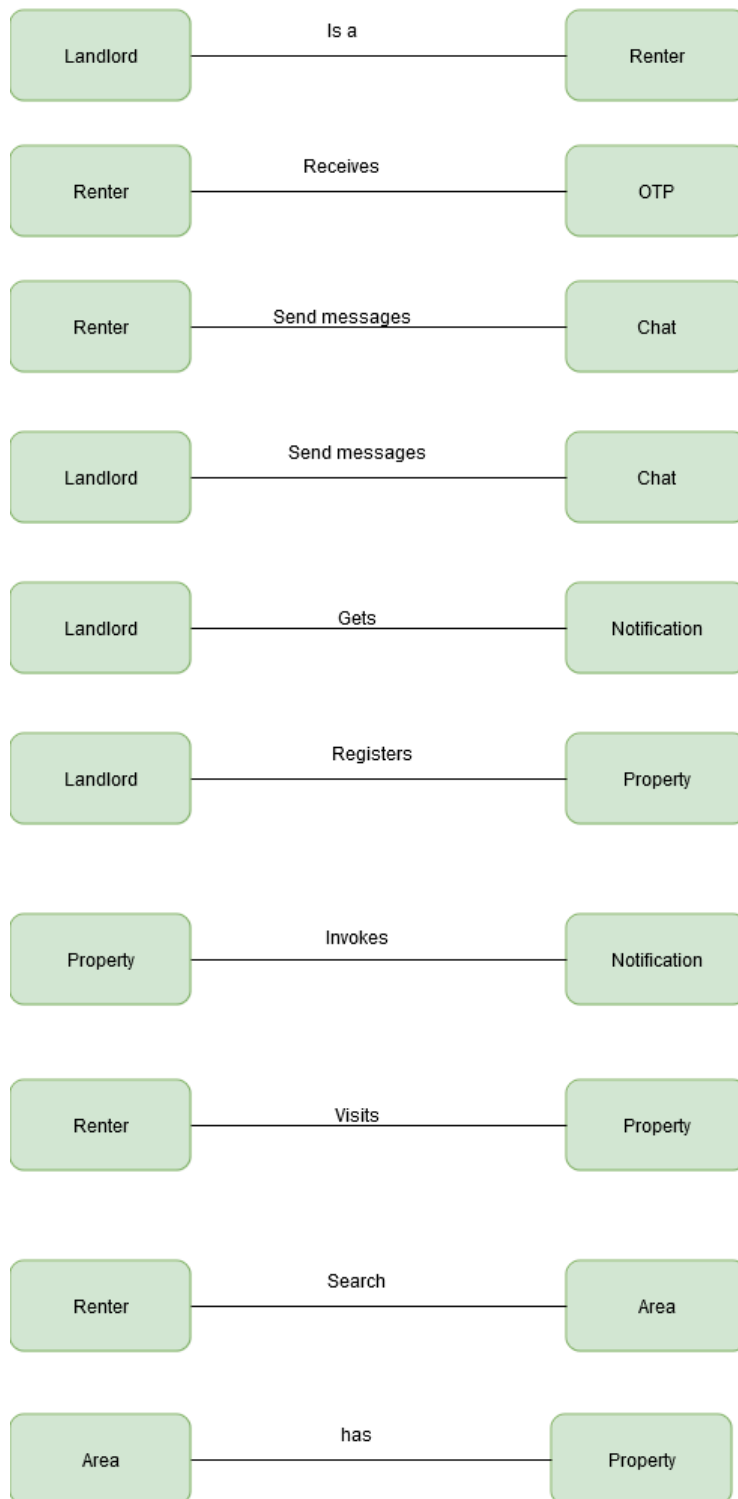 Landlord Is a Renter
Renter Receives OTP
Renter Send messages Chat
Landlord Send messages Chat
Landlord Gets Notification
Landlord Registers Property
Property Invokes Notification
Renter Visits Property
Renter Search Area
Area has Property